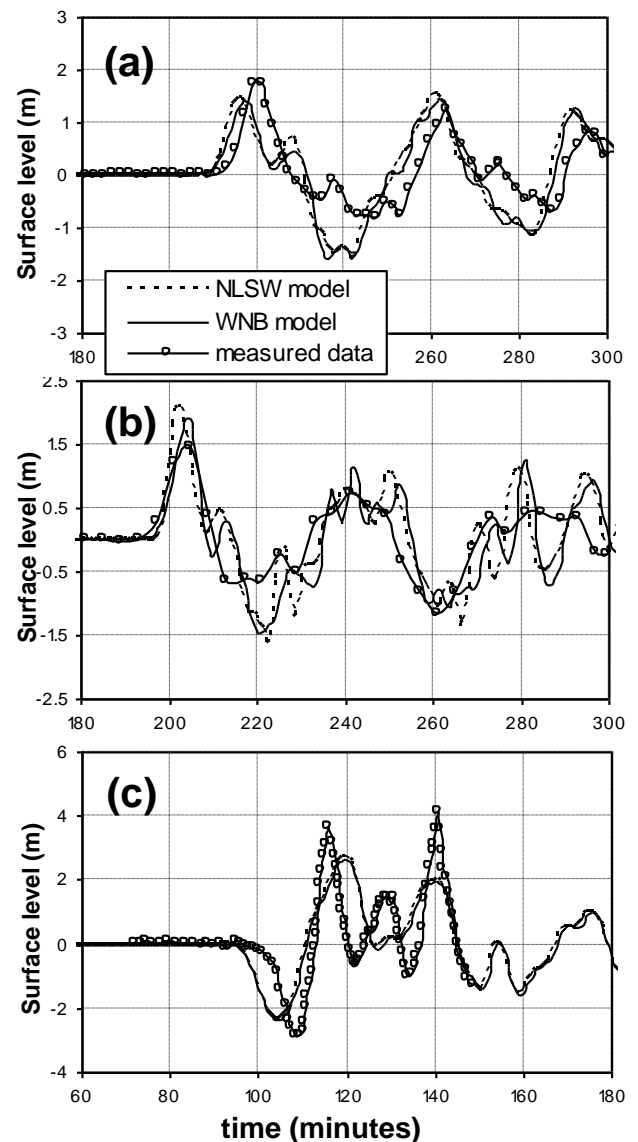 3
(a)
2
1
0
-1
-2
-3
Surface level (m)
NLSW model
WNB model
measured data
180 260 280 300
2.5
(b)
1.5
0.5
-0.5
-1.5
-2.5
Surface level (m)
180 200 220 240 260 280 300
6
(c)
4
2
0
-2
-4
Surface level (m)
60 80 100 120 140 160 180
time (minutes)